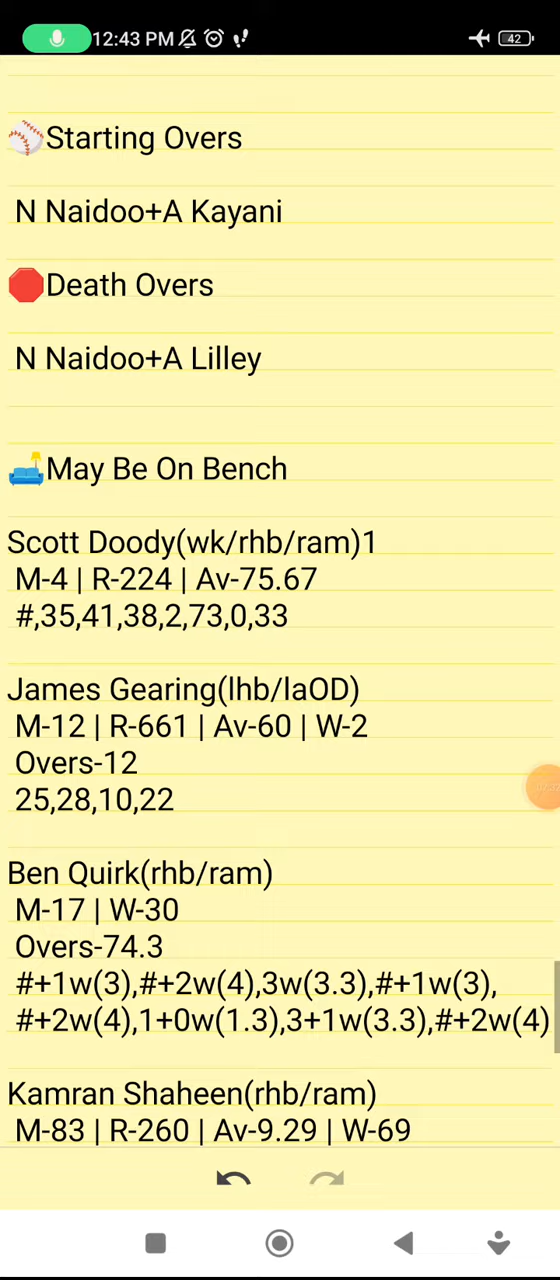 12:43 PM
42
Starting Overs
N Naidoo+A Kayani
Death Overs
N Naidoo+A Lilley
May Be On Bench
Scott Doody(wk/rhb/ram)1
M-4 | R-224 | Av-75.67
#,35,41,38,2,73,0,33
James Gearing(lhb/laOD)
M-12 | R-661 | Av-60 | W-2
Overs-12
25,28,10,22
Ben Quirk(rhb/ram)
M-17 | W-30
Overs-74.3
#+1w(3),#+2w(4),3w(3.3),#+1w(3),
#+2w(4),1+0w(1.3),3+1w(3.3),#+2w(4)
Kamran Shaheen(rhb/ram)
M-83 | R-260 | Av-9.29 | W-69